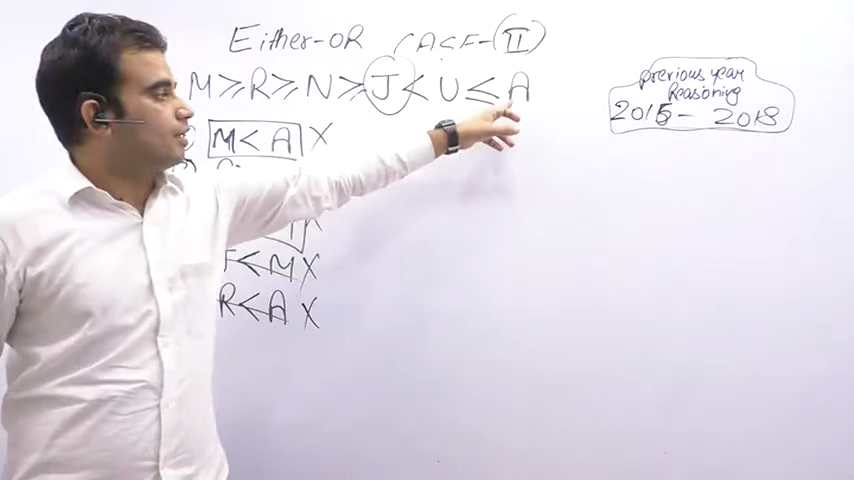 Either-OR CASE-(II)
M ≥ R ≥ N ≥ J < U ≤ A
M < A X
F < M X
R < A X
previous year
Reasoning
2015 - 2018